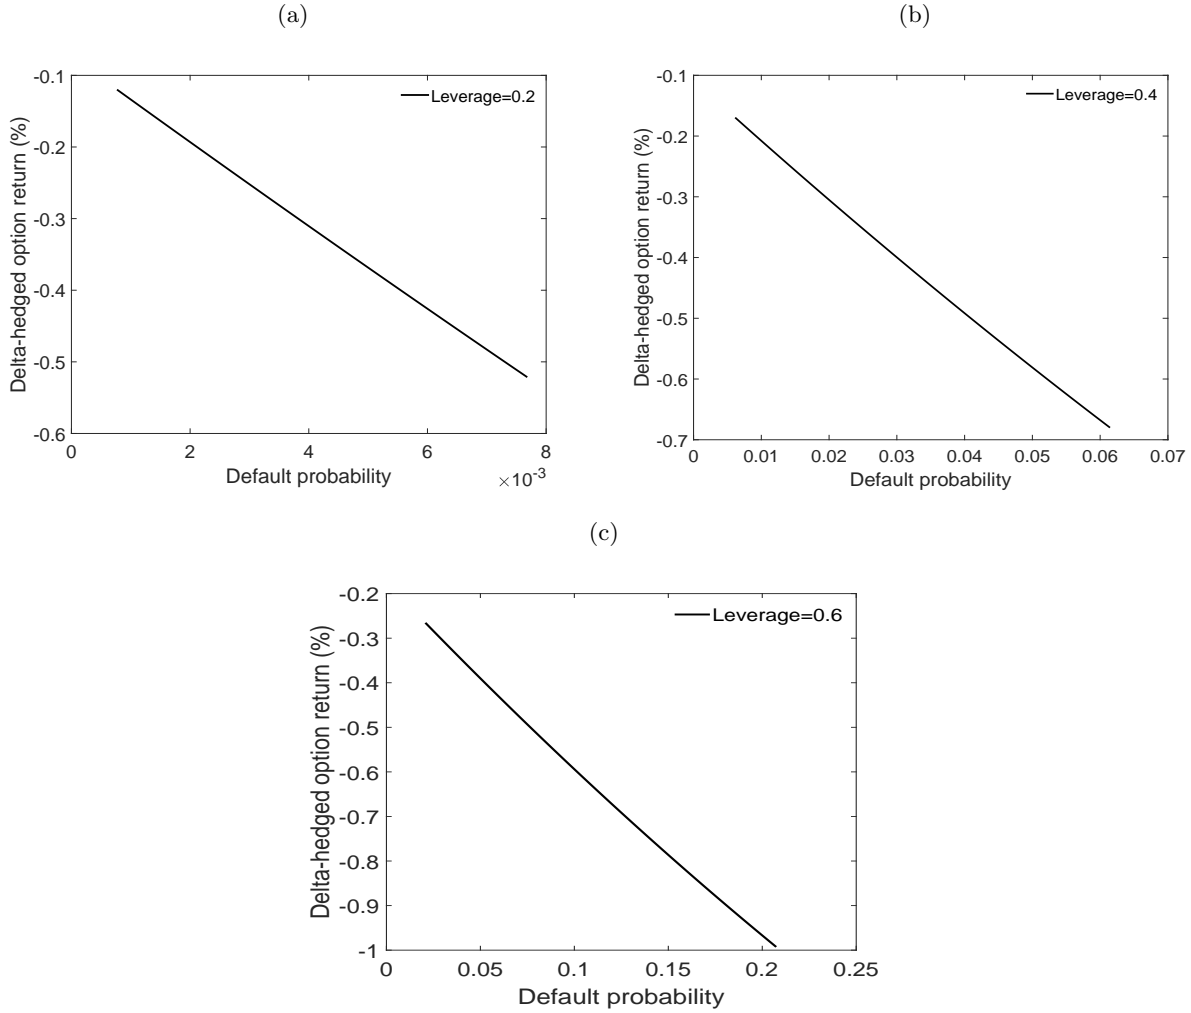 (a)
Delta-hedged option return (%)
-0.1
-0.2
-0.3
-0.4
-0.5
-0.6
Leverage=0.2
0 2 4 6 8
Default probability
×10-3
(b)
Delta-hedged option return (%)
-0.1
-0.2
-0.3
-0.4
-0.5
-0.6
-0.7
Leverage=0.4
0 0.01 0.02 0.03 0.04 0.05 0.06 0.07
Default probability
(c)
Delta-hedged option return (%)
-0.2
-0.3
-0.4
-0.5
-0.6
-0.7
-0.8
-0.9
-1
Leverage=0.6
0 0.05 0.1 0.15 0.2 0.25
Default probability